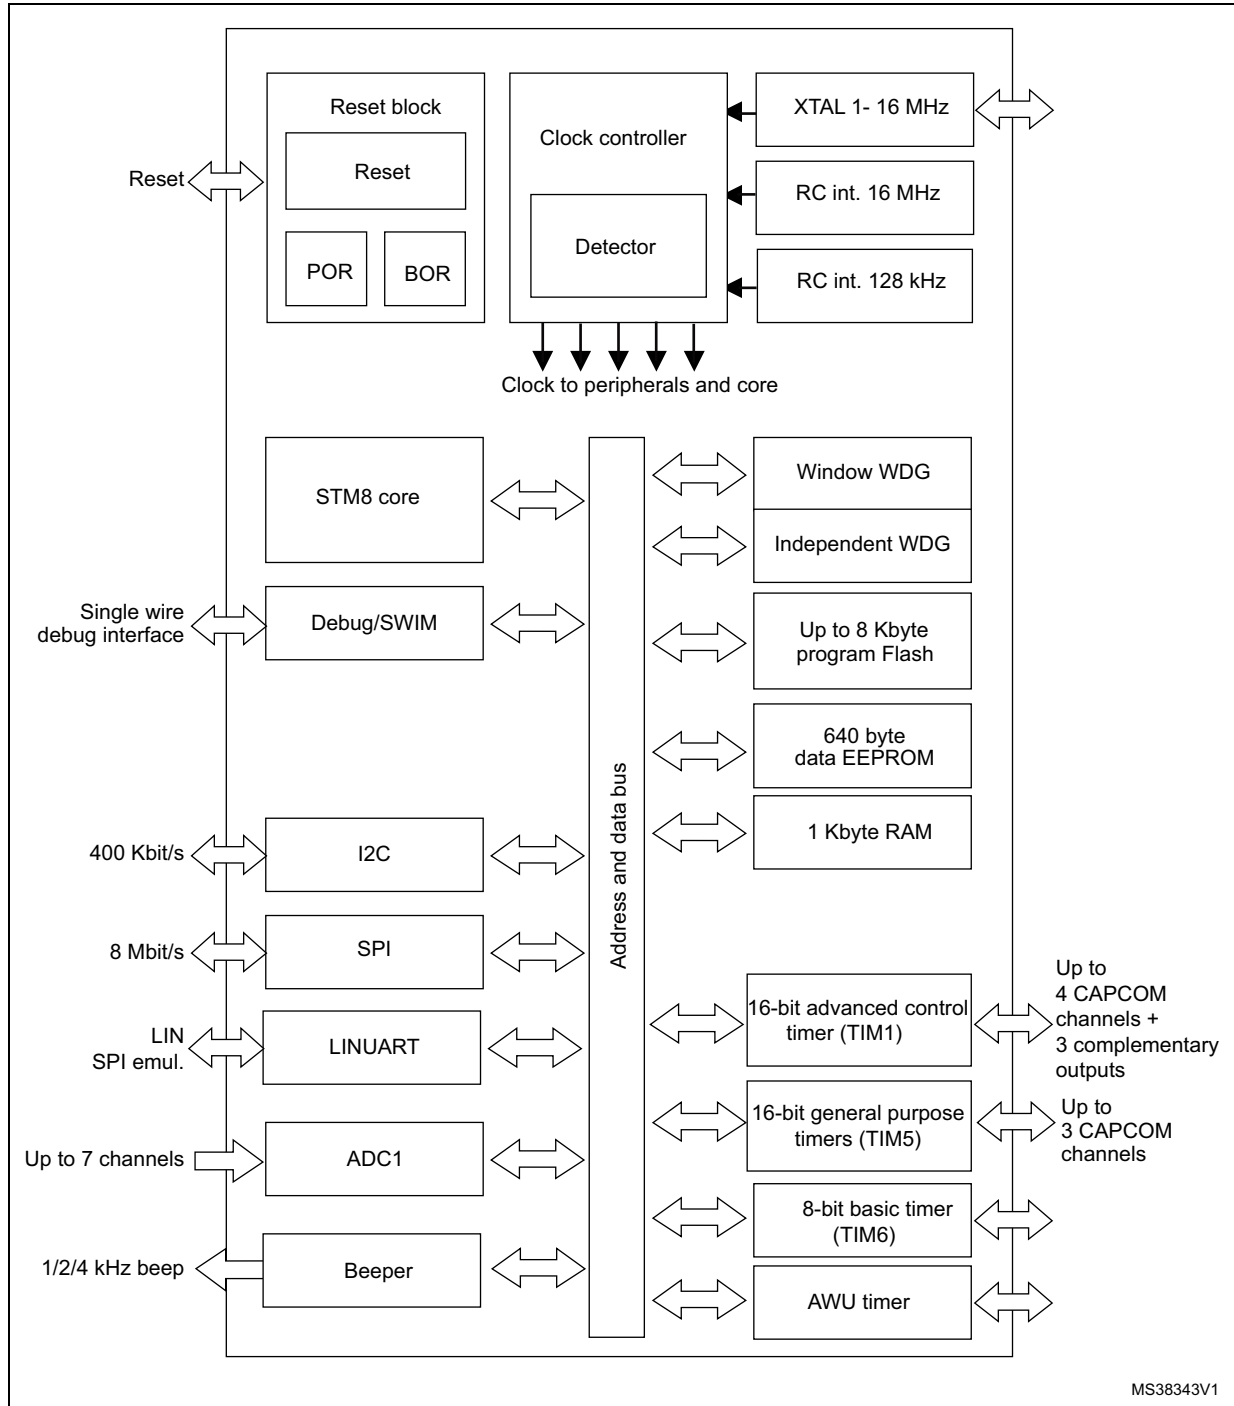 Reset block
Reset
POR
BOR
Reset
Clock controller
Detector
XTAL 1- 16 MHz
RC int. 16 MHz
RC int. 128 kHz
Clock to peripherals and core
STM8 core
Single wire
debug interface
Debug/SWIM
400 Kbit/s
I2C
8 Mbit/s
SPI
LIN
SPI emul.
LINUART
Up to 7 channels
ADC1
1/2/4 kHz beep
Beeper
Address and data bus
Window WDG
Independent WDG
Up to 8 Kbyte
program Flash
640 byte
data EEPROM
1 Kbyte RAM
16-bit advanced control
timer (TIM1)
Up to
4 CAPCOM
channels +
3 complementary
outputs
16-bit general purpose
timers (TIM5)
Up to
3 CAPCOM
channels
8-bit basic timer
(TIM6)
AWU timer
MS38343V1